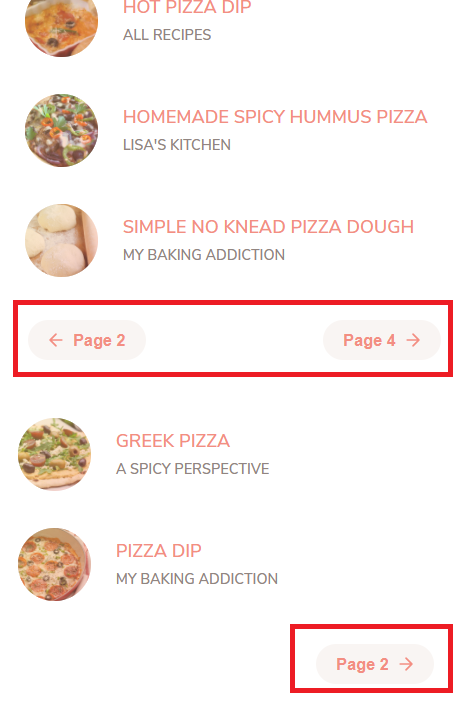 HOT PIZZA DIP
ALL RECIPES
HOMEMADE SPICY HUMMUS PIZZA
LISA'S KITCHEN
SIMPLE NO KNEAD PIZZA DOUGH
MY BAKING ADDICTION
← Page 2
Page 4 →
GREEK PIZZA
A SPICY PERSPECTIVE
PIZZA DIP
MY BAKING ADDICTION
Page 2 →